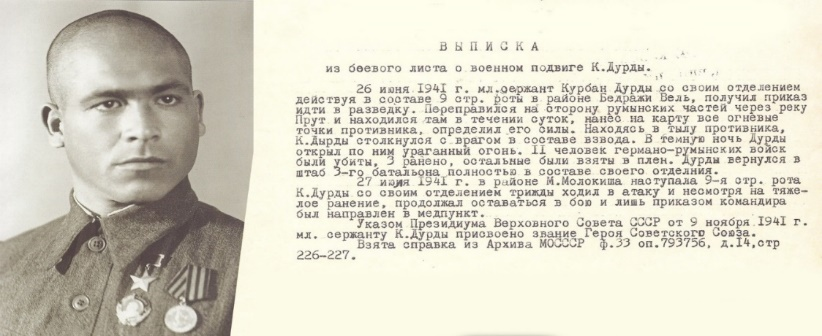 ВЫПИСКА
из боевого листа о военном подвиге К.Дурды.
26 июня 1941 г. мл.сержант Курбан Дурды со своим отделением
действуя в составе 9 стр. роты в районе Бедражи Вель, получил приказ
идти в разведку. Переправился на сторону румынских частей через реку
Прут и находился там в течении суток, нанес на карту все огневые
точки противника, определил его силы. Находясь в тылу противника,
К.Дырды столкнулся с врагом в составе взвода. В темную ночь Дурды
открыл по ним ураганный огонь. II человек германо-румынских войск
были убиты, 3 ранено, остальные были взяты в плен. Дурды вернулся в
штаб 3-го батальона полностью в составе своего отделния.
27 июля 1941 г. в районе М.Молокиша наступала 9-я стр. рота
К.Дурды со своим отделением трижды ходил в атаку и несмотря на тяже-
лое ранение, продолжал оставаться в бою и лишь приказом командира
был направлен в медпункт.
Указом Президиума Верховного Совета СССР от 9 ноября 1941 г.
мл. сержанту К.Дурды присвоено звание Героя Советского Союза.
Взята справка из Архива МОСССР ф.33 оп.793756, д.14,стр
226-227.